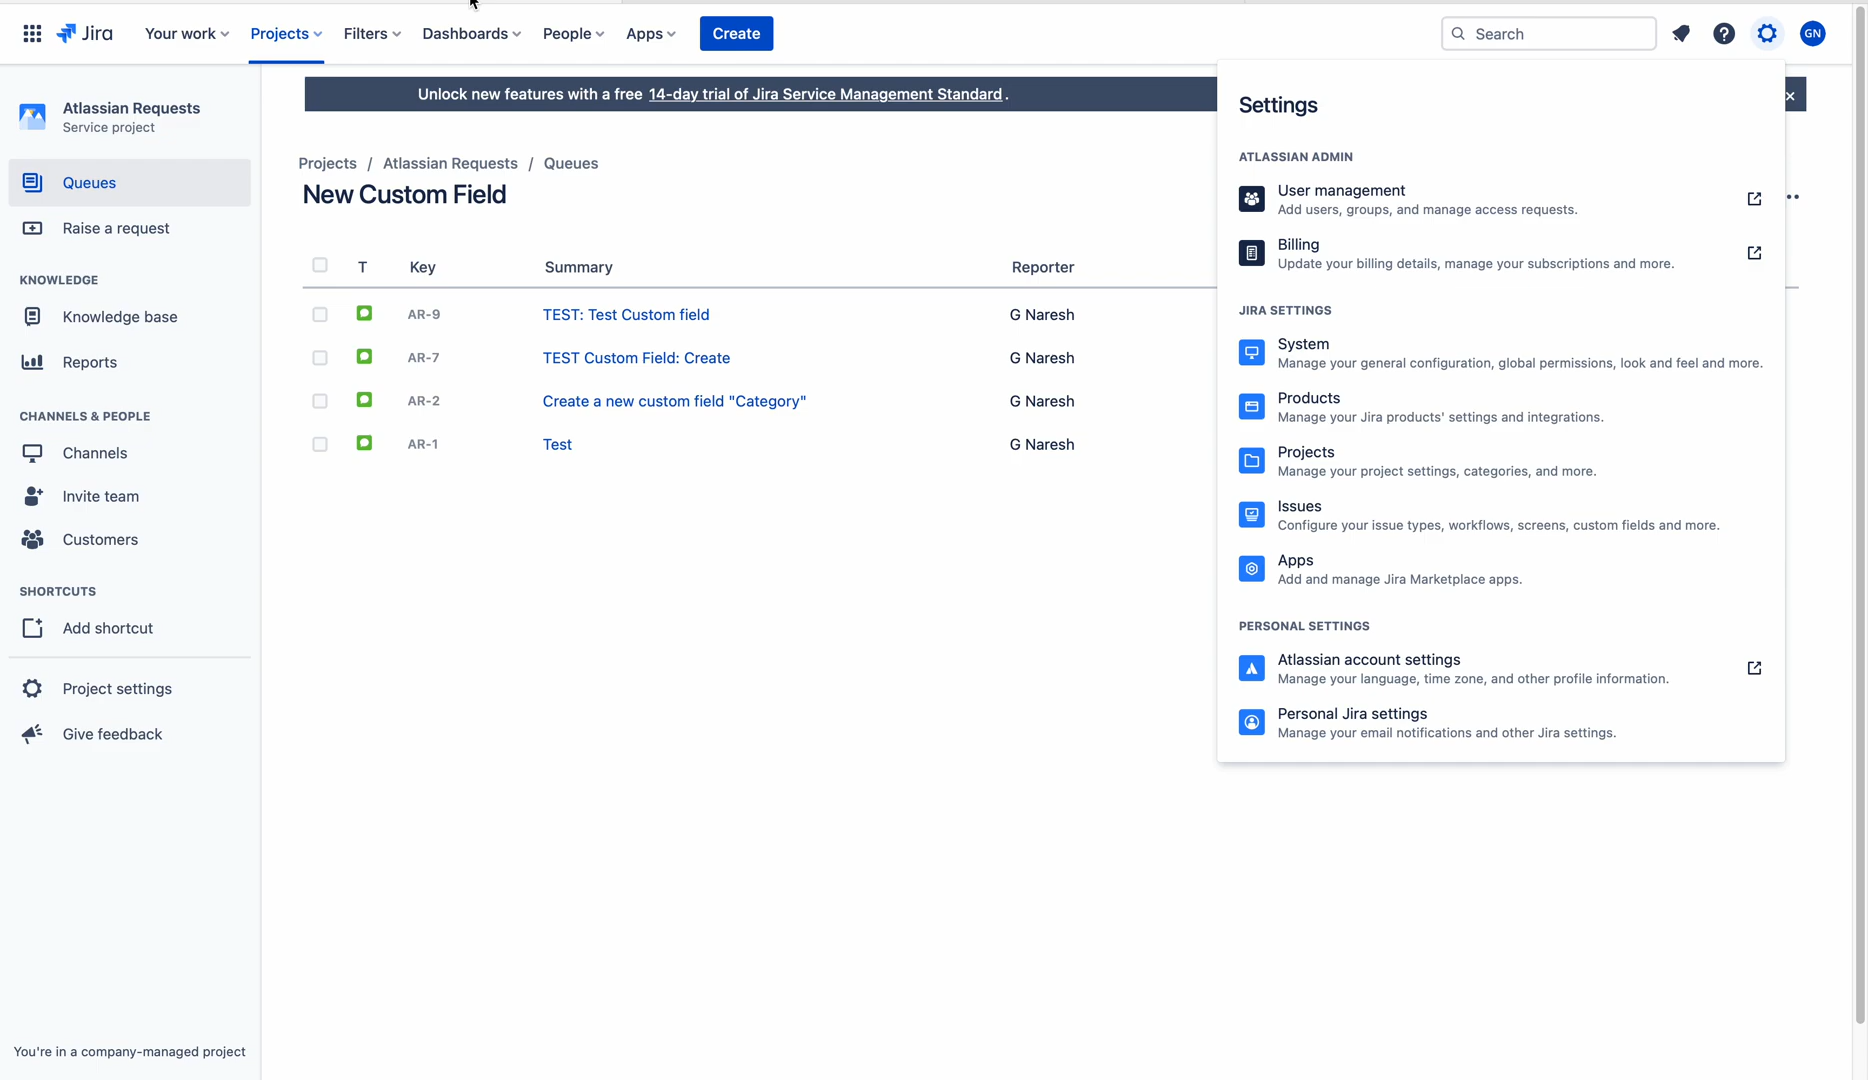 Jira
Your work
Projects
Filters
Dashboards
People
Apps
Create
Search
GN
Atlassian Requests
Service project
Queues
Raise a request
KNOWLEDGE
Knowledge base
Reports
CHANNELS & PEOPLE
Channels
Invite team
Customers
SHORTCUTS
Add shortcut
Project settings
Give feedback
You're in a company-managed project
Unlock new features with a free 14-day trial of Jira Service Management Standard.
Projects / Atlassian Requests / Queues
New Custom Field
T Key Summary Reporter
AR-9 TEST: Test Custom field G Naresh
AR-7 TEST Custom Field: Create G Naresh
AR-2 Create a new custom field "Category" G Naresh
AR-1 Test G Naresh
Settings
ATLASSIAN ADMIN
User management
Add users, groups, and manage access requests.
Billing
Update your billing details, manage your subscriptions and more.
JIRA SETTINGS
System
Manage your general configuration, global permissions, look and feel and more.
Products
Manage your Jira products' settings and integrations.
Projects
Manage your project settings, categories, and more.
Issues
Configure your issue types, workflows, screens, custom fields and more.
Apps
Add and manage Jira Marketplace apps.
PERSONAL SETTINGS
Atlassian account settings
Manage your language, time zone, and other profile information.
Personal Jira settings
Manage your email notifications and other Jira settings.